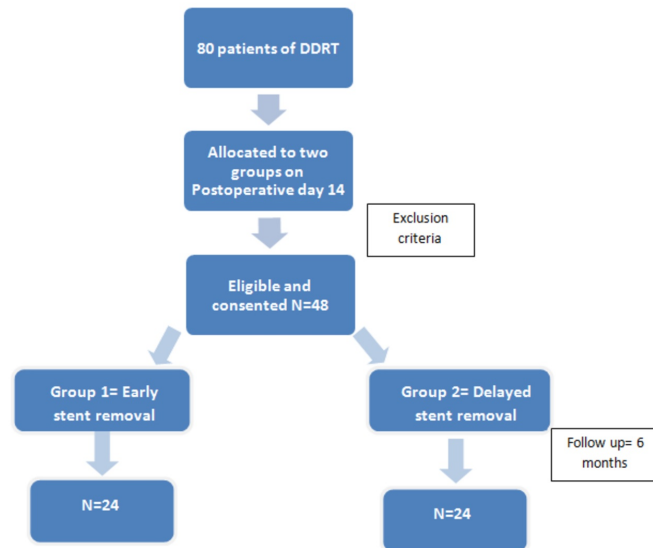 80 patients of DDRT
Allocated to two
groups on
Postoperative day 14
Exclusion
criteria
Eligible and
consented N=48
Group 1= Early
stent removal
Group 2= Delayed
stent removal
Follow up= 6
months
N=24
N=24